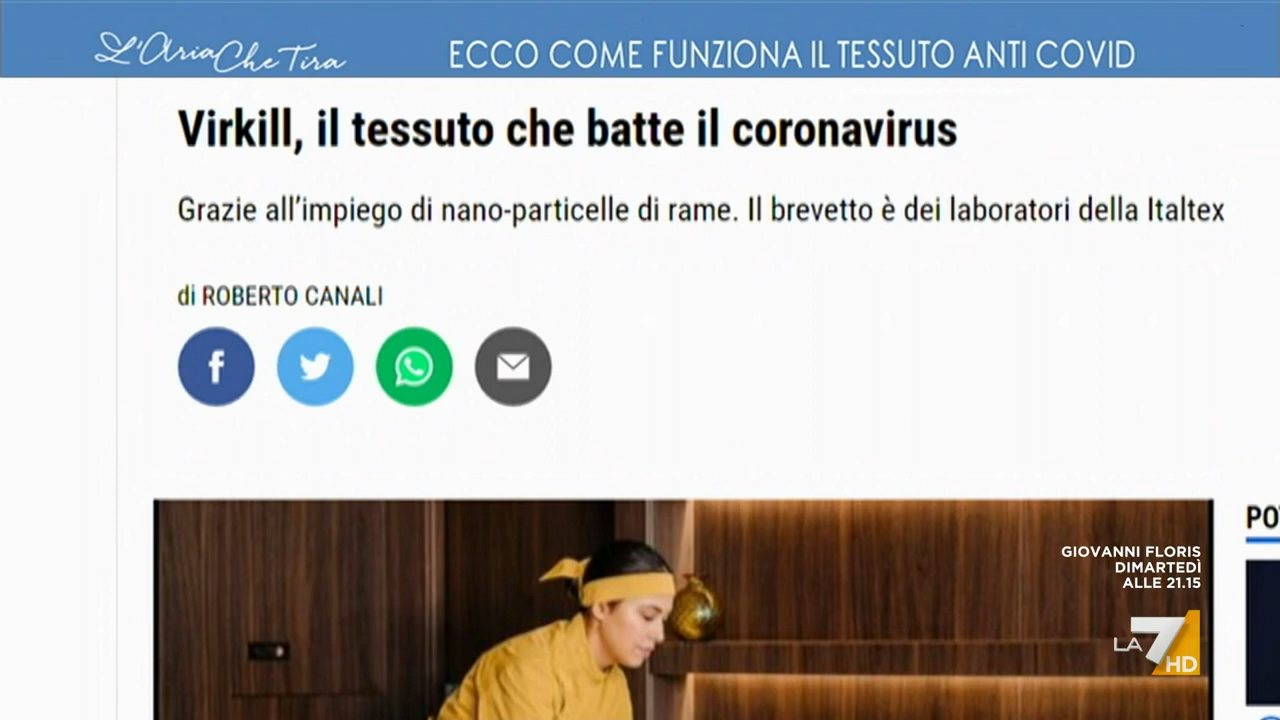 L'Aria Che Tira
ECCO COME FUNZIONA IL TESSUTO ANTI COVID
Virkill, il tessuto che batte il coronavirus
Grazie all'impiego di nano-particelle di rame. Il brevetto è dei laboratori della Italtex
di ROBERTO CANALI
GIOVANNI FLORIS
DIMARTEDÌ
ALLE 21.15
LA 7 HD